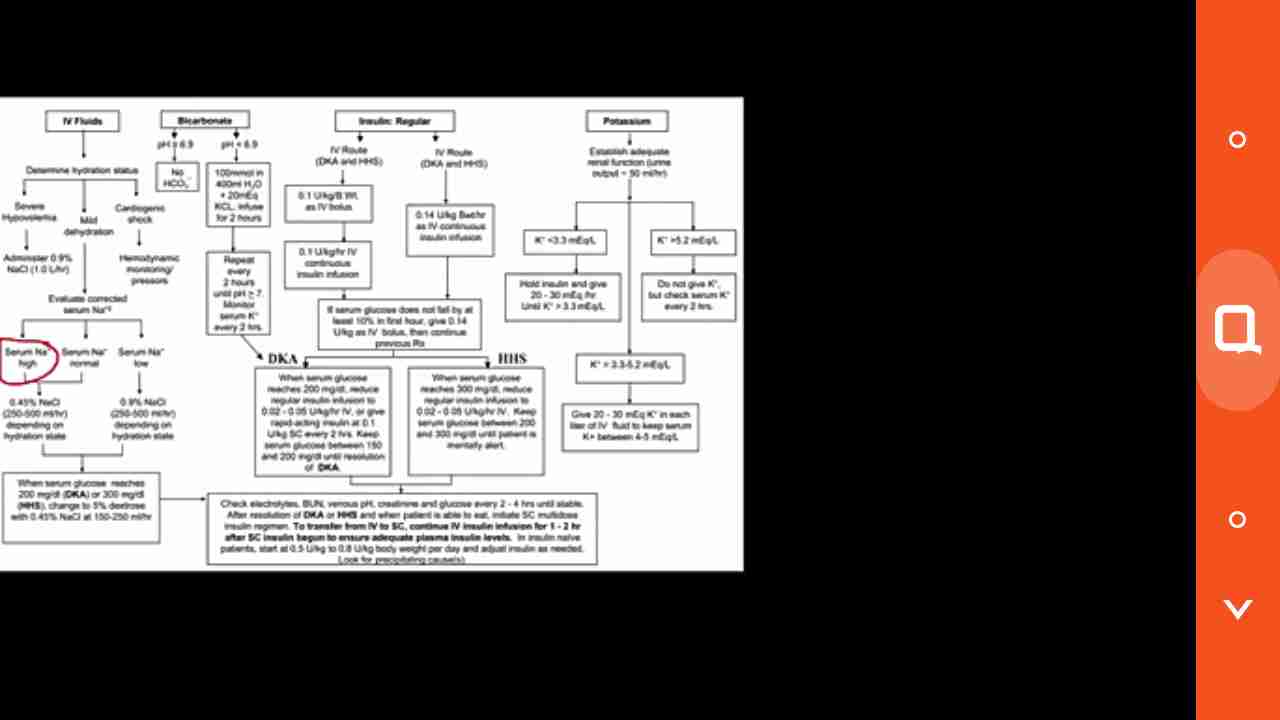 IV Fluids
Determine hydration status
Severe
Hypovolemia
Mild
dehydration
Cardiogenic
shock
Administer 0.9%
NaCl (1.0 L/hr)
Hemodynamic
monitoring/
pressors
Evaluate corrected
serum Na⁺
Serum Na⁺
high
Serum Na⁺
normal
Serum Na⁺
low
0.45% NaCl
(250-500 ml/hr)
depending on
hydration state
0.9% NaCl
(250-500 ml/hr)
depending on
hydration state
When serum glucose reaches
200 mg/dl (DKA) or 300 mg/dl
(HHS), change to 5% dextrose
with 0.45% NaCl at 150-250 ml/hr
Bicarbonate
pH 6.9
No
HCO₃⁻
pH < 6.9
100mmol in
400ml H₂O
+ 20mEq
KCL, infuse
for 2 hours
Repeat
every
2 hours
until pH ≥ 7.
Monitor
serum K⁺
every 2 hrs.
Insulin: Regular
IV Route
(DKA and HHS)
0.1 U/kg/B.Wt.
as IV bolus
0.1 U/kg/hr IV
continuous
insulin infusion
IV Route
(DKA and HHS)
0.14 U/kg Bwt/hr
as IV continuous
insulin infusion
If serum glucose does not fall by at
least 10% in first hour, give 0.14
U/kg as IV bolus, then continue
previous Rx
DKA
When serum glucose
reaches 200 mg/dl, reduce
regular insulin infusion to
0.02 - 0.05 U/kg/hr IV, or give
rapid-acting insulin at 0.1
U/kg SC every 2 hrs. Keep
serum glucose between 150
and 200 mg/dl until resolution
of DKA.
HHS
When serum glucose
reaches 300 mg/dl, reduce
regular insulin infusion to
0.02 - 0.05 U/kg/hr IV. Keep
serum glucose between 200
and 300 mg/dl until patient is
mentally alert.
Potassium
Establish adequate
renal function (urine
output ~ 50 ml/hr)
K⁺ <3.3 mEq/L
Hold insulin and give
20 - 30 mEq /hr
Until K⁺ > 3.3 mEq/L
K⁺ >5.2 mEq/L
Do not give K⁺,
but check serum K⁺
every 2 hrs.
K⁺ = 3.3-5.2 mEq/L
Give 20 - 30 mEq K⁺ in each
liter of IV fluid to keep serum
K+ between 4-5 mEq/L
Check electrolytes, BUN, venous pH, creatinine and glucose every 2 - 4 hrs until stable.
After resolution of DKA or HHS and when patient is able to eat, initiate SC multidose
insulin regimen. To transfer from IV to SC, continue IV insulin infusion for 1 - 2 hr
after SC insulin begun to ensure adequate plasma insulin levels. In insulin naive
patients, start at 0.5 U/kg to 0.8 U/kg body weight per day and adjust insulin as needed.
Look for precipitating cause(s)